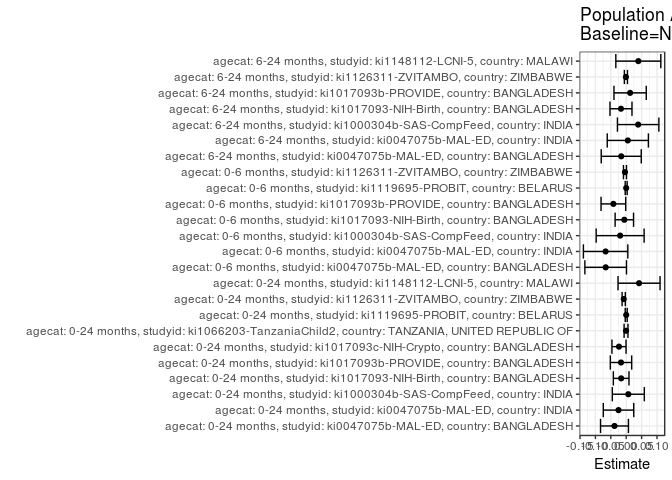 Population
Baseline=N
agecat: 6-24 months, studyid: ki1148112-LCNI-5, country: MALAWI
agecat: 6-24 months, studyid: ki1126311-ZVITAMBO, country: ZIMBABWE
agecat: 6-24 months, studyid: ki1017093b-PROVIDE, country: BANGLADESH
agecat: 6-24 months, studyid: ki1017093-NIH-Birth, country: BANGLADESH
agecat: 6-24 months, studyid: ki1000304b-SAS-CompFeed, country: INDIA
agecat: 6-24 months, studyid: ki0047075b-MAL-ED, country: INDIA
agecat: 6-24 months, studyid: ki0047075b-MAL-ED, country: BANGLADESH
agecat: 0-6 months, studyid: ki1126311-ZVITAMBO, country: ZIMBABWE
agecat: 0-6 months, studyid: ki1119695-PROBIT, country: BELARUS
agecat: 0-6 months, studyid: ki1017093b-PROVIDE, country: BANGLADESH
agecat: 0-6 months, studyid: ki1017093-NIH-Birth, country: BANGLADESH
agecat: 0-6 months, studyid: ki1000304b-SAS-CompFeed, country: INDIA
agecat: 0-6 months, studyid: ki0047075b-MAL-ED, country: INDIA
agecat: 0-6 months, studyid: ki0047075b-MAL-ED, country: BANGLADESH
agecat: 0-24 months, studyid: ki1148112-LCNI-5, country: MALAWI
agecat: 0-24 months, studyid: ki1126311-ZVITAMBO, country: ZIMBABWE
agecat: 0-24 months, studyid: ki1119695-PROBIT, country: BELARUS
agecat: 0-24 months, studyid: ki1066203-TanzaniaChild2, country: TANZANIA, UNITED REPUBLIC OF
agecat: 0-24 months, studyid: ki1017093c-NIH-Crypto, country: BANGLADESH
agecat: 0-24 months, studyid: ki1017093b-PROVIDE, country: BANGLADESH
agecat: 0-24 months, studyid: ki1017093-NIH-Birth, country: BANGLADESH
agecat: 0-24 months, studyid: ki1000304b-SAS-CompFeed, country: INDIA
agecat: 0-24 months, studyid: ki0047075b-MAL-ED, country: INDIA
agecat: 0-24 months, studyid: ki0047075b-MAL-ED, country: BANGLADESH
-0.15-0.10-0.050.000.050.10
Estimate